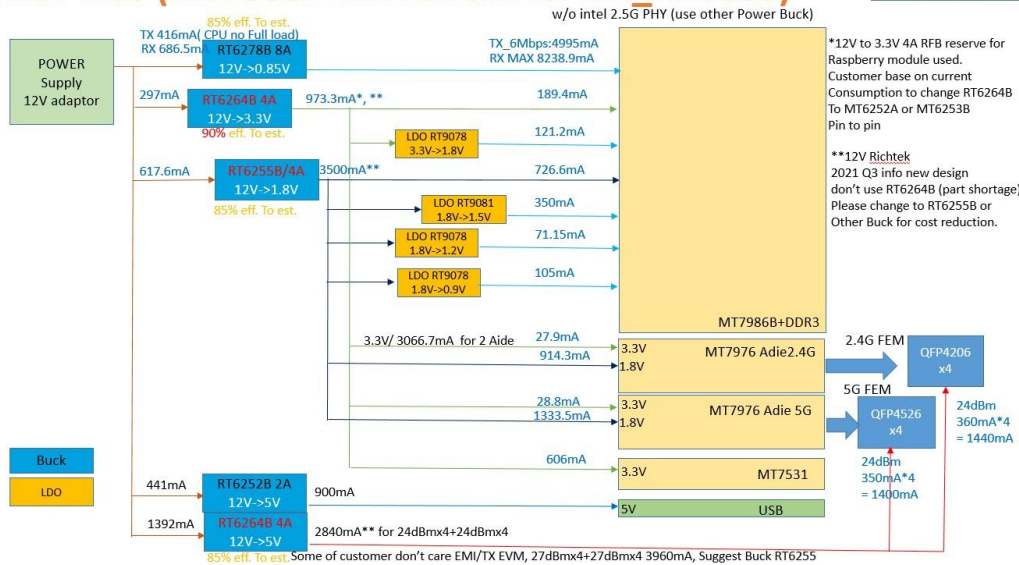 w/o intel 2.5G PHY (use other Power Buck)
85% eff. To est.
TX 416mA( CPU no Full load)
RX 686.5mA
RT6278B 8A
12V->0.85V
TX_6Mbps:4995mA
RX MAX 8238.9mA
POWER
Supply
12V adaptor
297mA
RT6264B 4A
12V->3.3V
90% eff. To est.
973.3mA*, **
189.4mA
LDO RT9078
3.3V->1.8V
121.2mA
617.6mA
RT6255B/4A
12V->1.8V
85% eff. To est.
3500mA**
726.6mA
LDO RT9081
1.8V->1.5V
350mA
LDO RT9078
1.8V->1.2V
71.15mA
LDO RT9078
1.8V->0.9V
105mA
MT7986B+DDR3
*12V to 3.3V 4A RFB reserve for
Raspberry module used.
Customer base on current
Consumption to change RT6264B
To MT6252A or MT6253B
Pin to pin
**12V Richtek
2021 Q3 info new design
don't use RT6264B (part shortage)
Please change to RT6255B or
Other Buck for cost reduction.
3.3V/ 3066.7mA for 2 Aide
27.9mA
914.3mA
3.3V
1.8V
MT7976 Adie2.4G
2.4G FEM
QFP4206
x4
28.8mA
1333.5mA
3.3V
1.8V
MT7976 Adie 5G
5G FEM
QFP4526
x4
24dBm
360mA*4
= 1440mA
24dBm
350mA*4
= 1400mA
606mA
3.3V
MT7531
Buck
LDO
441mA
RT6252B 2A
12V->5V
900mA
5V
USB
1392mA
RT6264B 4A
12V->5V
85% eff. To est.
2840mA** for 24dBmx4+24dBmx4
Some of customer don't care EMI/TX EVM, 27dBmx4+27dBmx4 3960mA, Suggest Buck RT6255